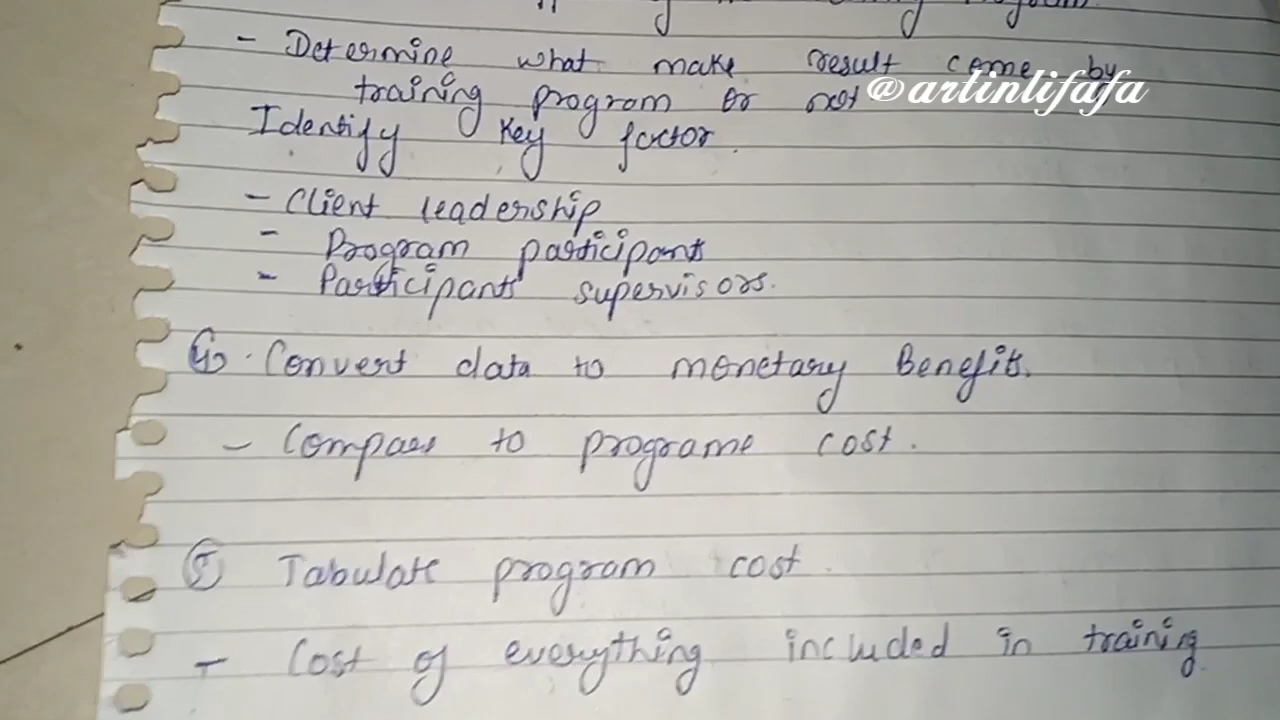 - Determine what make result come by
training program or not @artinlifafa
Identify Key factor.
- Client leadership
- Program participants
- Participants supervisors.
④. Convert data to monetary Benefits.
- Compare to programe cost.
⑤ Tabulate program cost.
- Cost of everything included in training